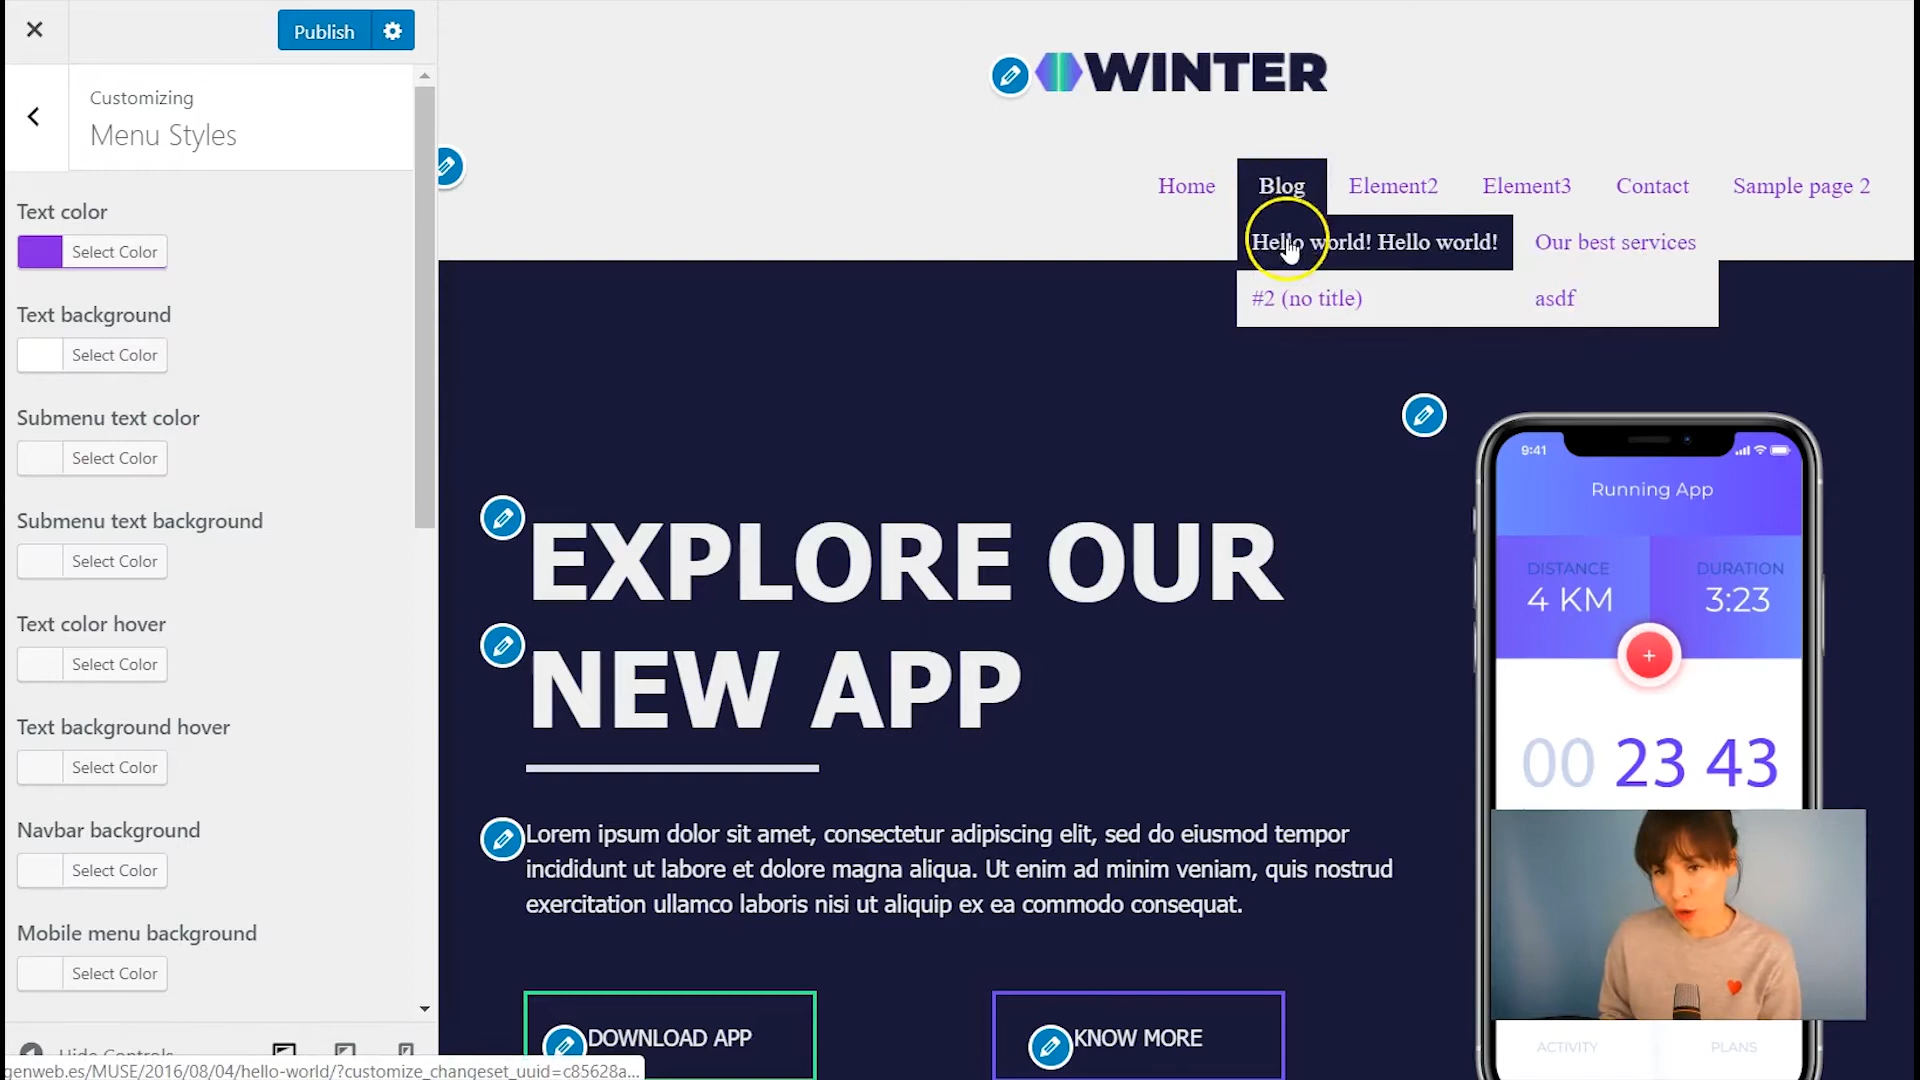 Publish
Customizing
Menu Styles
Text color
Select Color
Text background
Select Color
Submenu text color
Select Color
Submenu text background
Select Color
Text color hover
Select Color
Text background hover
Select Color
Navbar background
Select Color
Mobile menu background
Select Color
Hide Controls
genweb.es/MUSE/2016/08/04/hello-world/?customize_changeset_uuid=c85628a...
WINTER
Home Blog Element2 Element3 Contact Sample page 2
Hello world! Hello world! Our best services
#2 (no title) asdf
EXPLORE OUR
NEW APP
Lorem ipsum dolor sit amet, consectetur adipiscing elit, sed do eiusmod tempor
incididunt ut labore et dolore magna aliqua. Ut enim ad minim veniam, quis nostrud
exercitation ullamco laboris nisi ut aliquip ex ea commodo consequat.
DOWNLOAD APP KNOW MORE
9:41
Running App
DISTANCE DURATION
4 KM 3:23
+
00 23 43
ACTIVITY PLANS